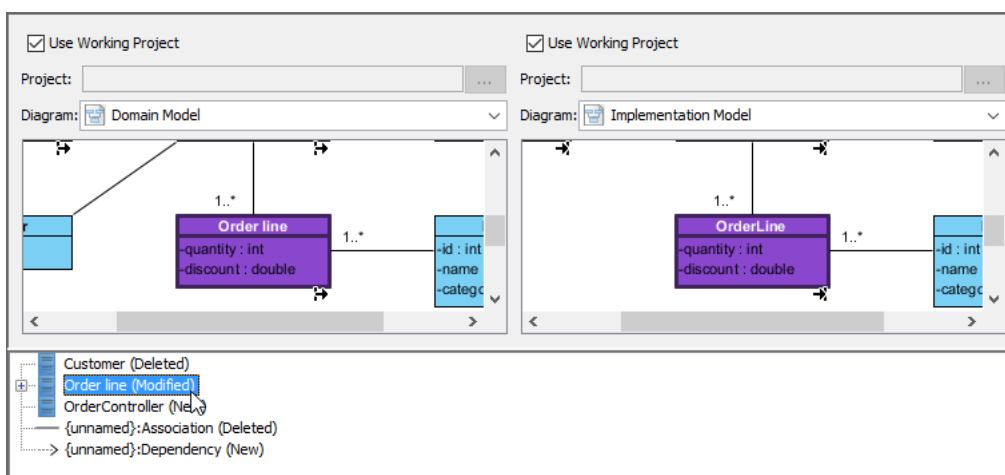 Use Working Project
Project:
...
Diagram: Domain Model
1..*
Order line
-quantity : int
-discount : double
1..*
-id : int
-name
Use Working Project
Project:
...
Diagram: Implementation Model
1..*
OrderLine
-quantity : int
-discount : double
1..*
-id : int
-name
Customer (Deleted)
Order line (Modified)
OrderController (New)
{unnamed}:Association (Deleted)
{unnamed}:Dependency (New)